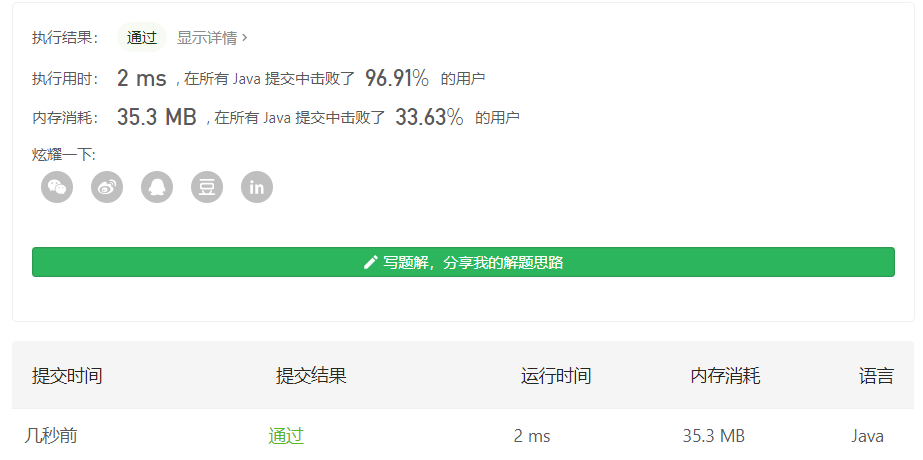 执行结果： 通过 显示详情 ›
执行用时： 2 ms , 在所有 Java 提交中击败了 96.91% 的用户
内存消耗： 35.3 MB , 在所有 Java 提交中击败了 33.63% 的用户
炫耀一下:
豆 in
写题解，分享我的解题思路
提交时间 提交结果 运行时间 内存消耗 语言
几秒前 通过 2 ms 35.3 MB Java